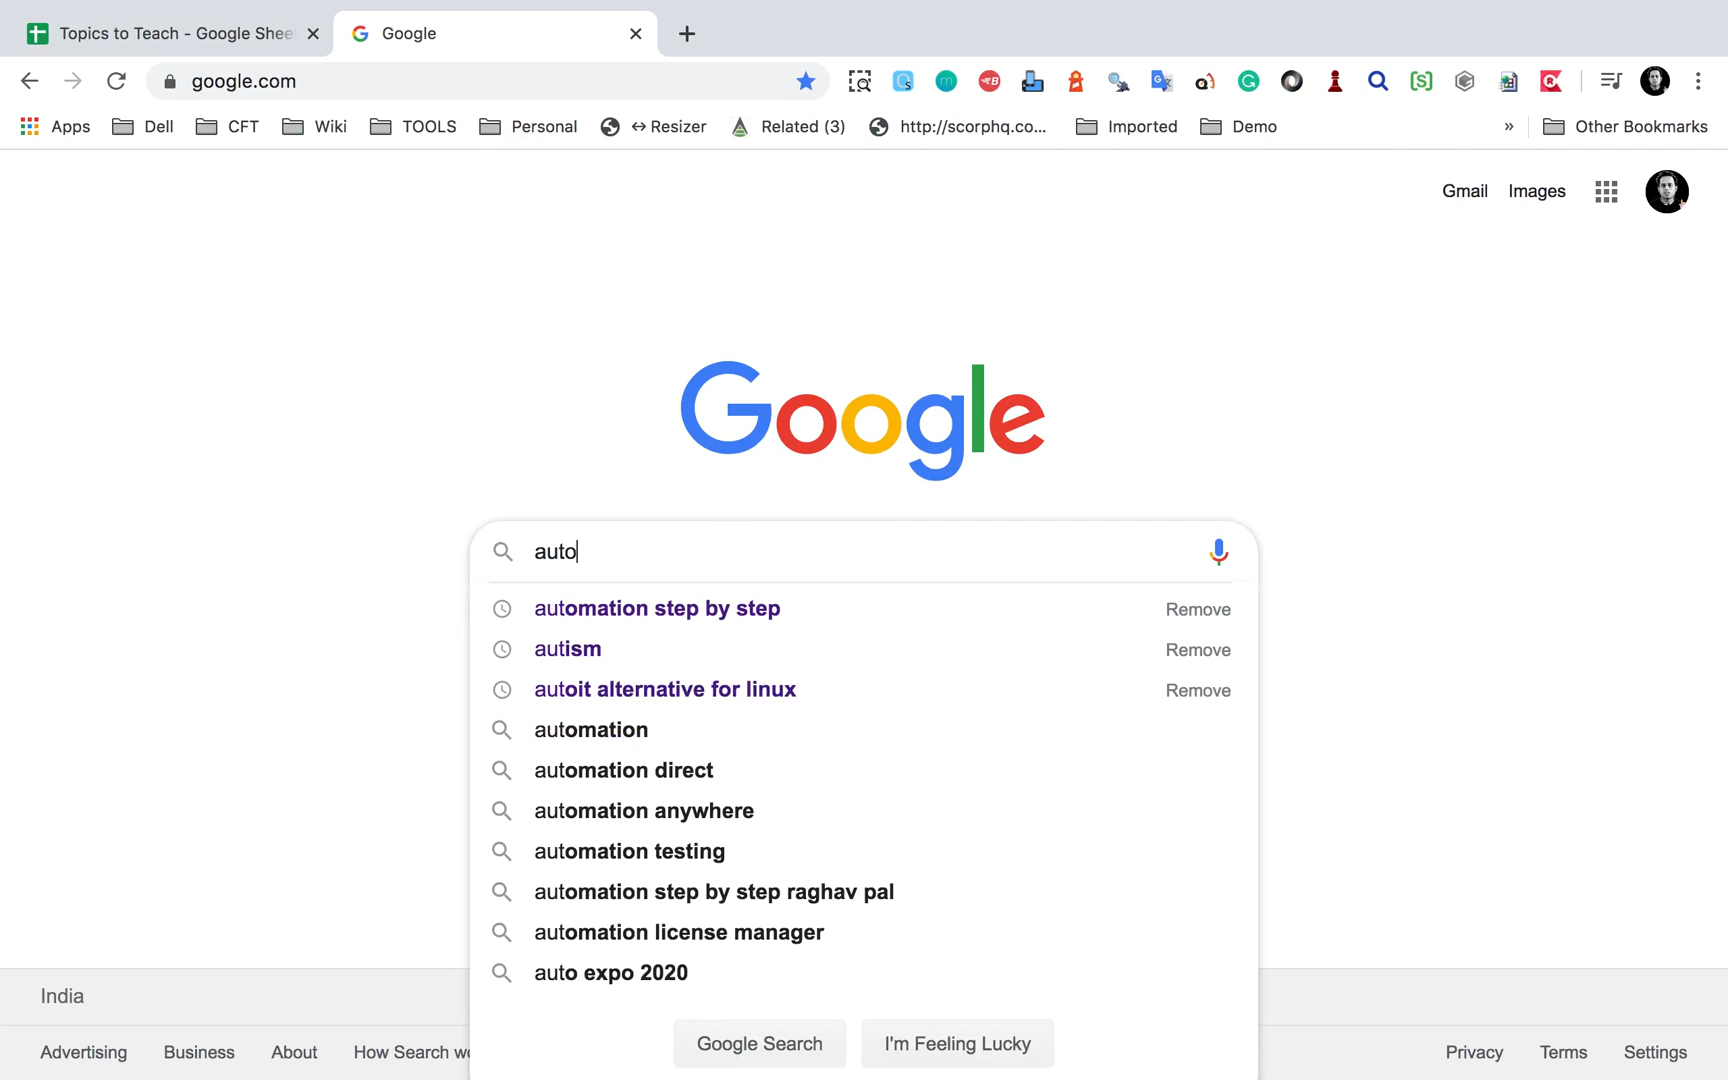 Topics to Teach - Google Shee
Google
google.com
Apps
Dell
CFT
Wiki
TOOLS
Personal
↔Resizer
Related (3)
http://scorphq.co...
Imported
Demo
»
Other Bookmarks
Gmail
Images
Google
auto
automation step by step
Remove
autism
Remove
autoit alternative for linux
Remove
automation
automation direct
automation anywhere
automation testing
automation step by step raghav pal
automation license manager
auto expo 2020
India
Google Search
I'm Feeling Lucky
Advertising
Business
About
How Search wo
Privacy
Terms
Settings